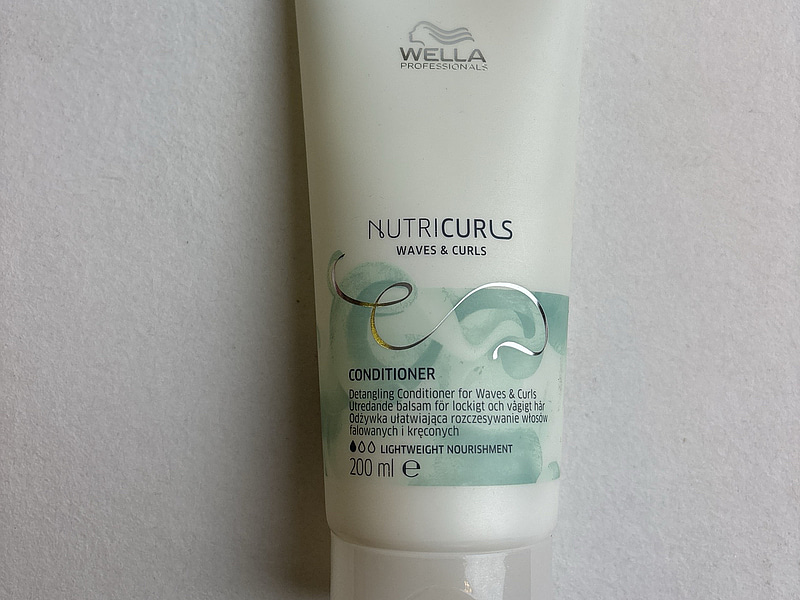 WELLA
PROFESSIONALS
NUTRICURLS
WAVES & CURLS
CONDITIONER
Detangling Conditioner for Waves & Curls
Utredande balsam för lockigt och vågigt hår
Odżywka ułatwiająca rozczesywanie włosów
falowanych i kręconych
LIGHTWEIGHT NOURISHMENT
200 ml ℮